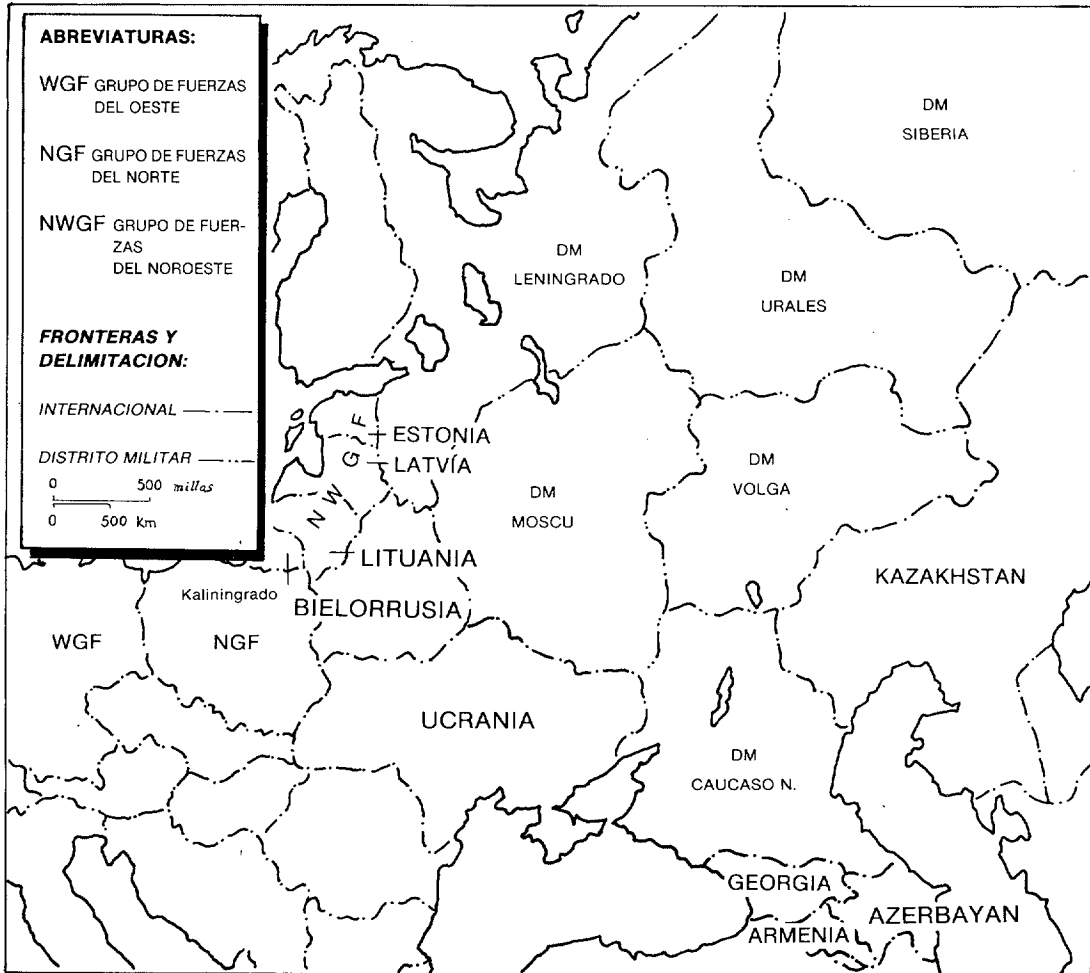 ABREVIATURAS:
WGF GRUPO DE FUERZAS
DEL OESTE
NGF GRUPO DE FUERZAS
DEL NORTE
NWGF GRUPO DE FUER-
ZAS
DEL NOROESTE
FRONTERAS Y
DELIMITACION:
INTERNACIONAL
DISTRITO MILITAR
0 500 millas
0 500 Km
DM
SIBERIA
DM
LENINGRADO
DM
URALES
NWGF
ESTONIA
LATVÍA
DM
MOSCU
DM
VOLGA
LITUANIA
KAZAKHSTAN
Kaliningrado
BIELORRUSIA
WGF
NGF
UCRANIA
DM
CAUCASO N.
GEORGIA
AZERBAYAN
ARMENIA